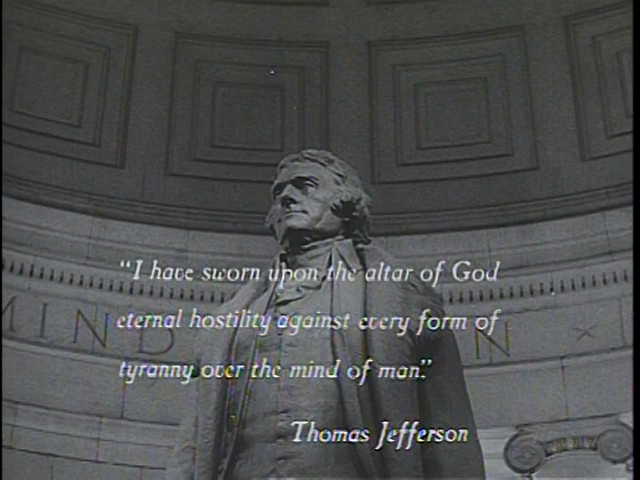 "I have sworn upon the altar of God
eternal hostility against every form of
tyranny over the mind of man."
Thomas Jefferson
MIND
N ×